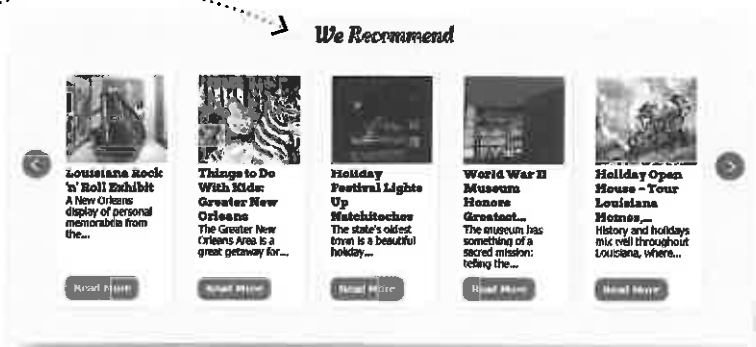 We Recommend
Louisiana Rock
'n' Roll Exhibit
A New Orleans
display of personal
memorabilia from
the...
Read More
Things to Do
With Kids:
Greater New
Orleans
The Greater New
Orleans Area is a
great getaway for...
Read More
Holiday
Festival Lights
Up
Natchitoches
The state's oldest
town is a beautiful
holiday...
Read More
World War II
Museum
Honors
Greatest...
The museum has
something of a
sacred mission:
telling the...
Read More
Holiday Open
House – Tour
Louisiana
Homes,...
History and holidays
mix well throughout
Louisiana, where...
Read More